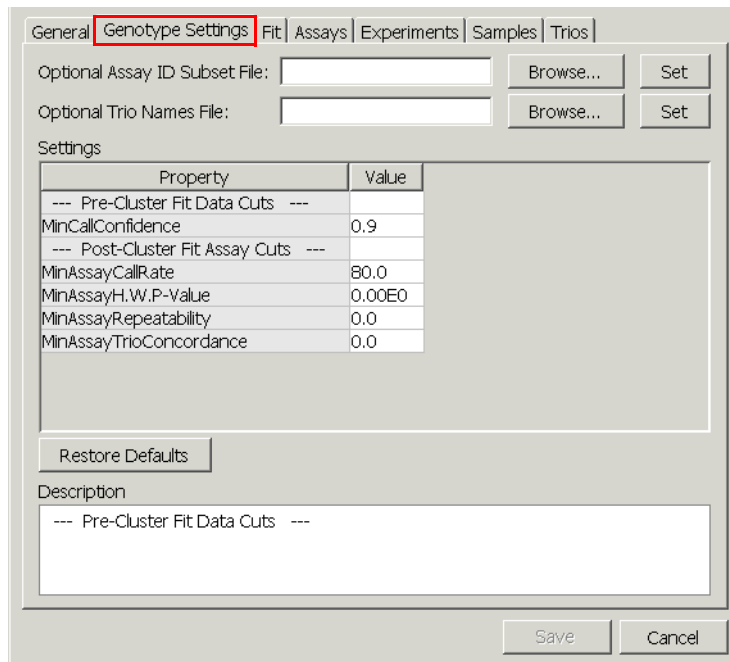 General Genotype Settings Fit Assays Experiments Samples Trios
Optional Assay ID Subset File: Browse... Set
Optional Trio Names File: Browse... Set
Settings
Property Value
--- Pre-Cluster Fit Data Cuts ---
MinCallConfidence 0.9
--- Post-Cluster Fit Assay Cuts ---
MinAssayCallRate 80.0
MinAssayH.W.P-Value 0.00E0
MinAssayRepeatability 0.0
MinAssayTrioConcordance 0.0
Restore Defaults
Description
--- Pre-Cluster Fit Data Cuts ---
Save Cancel